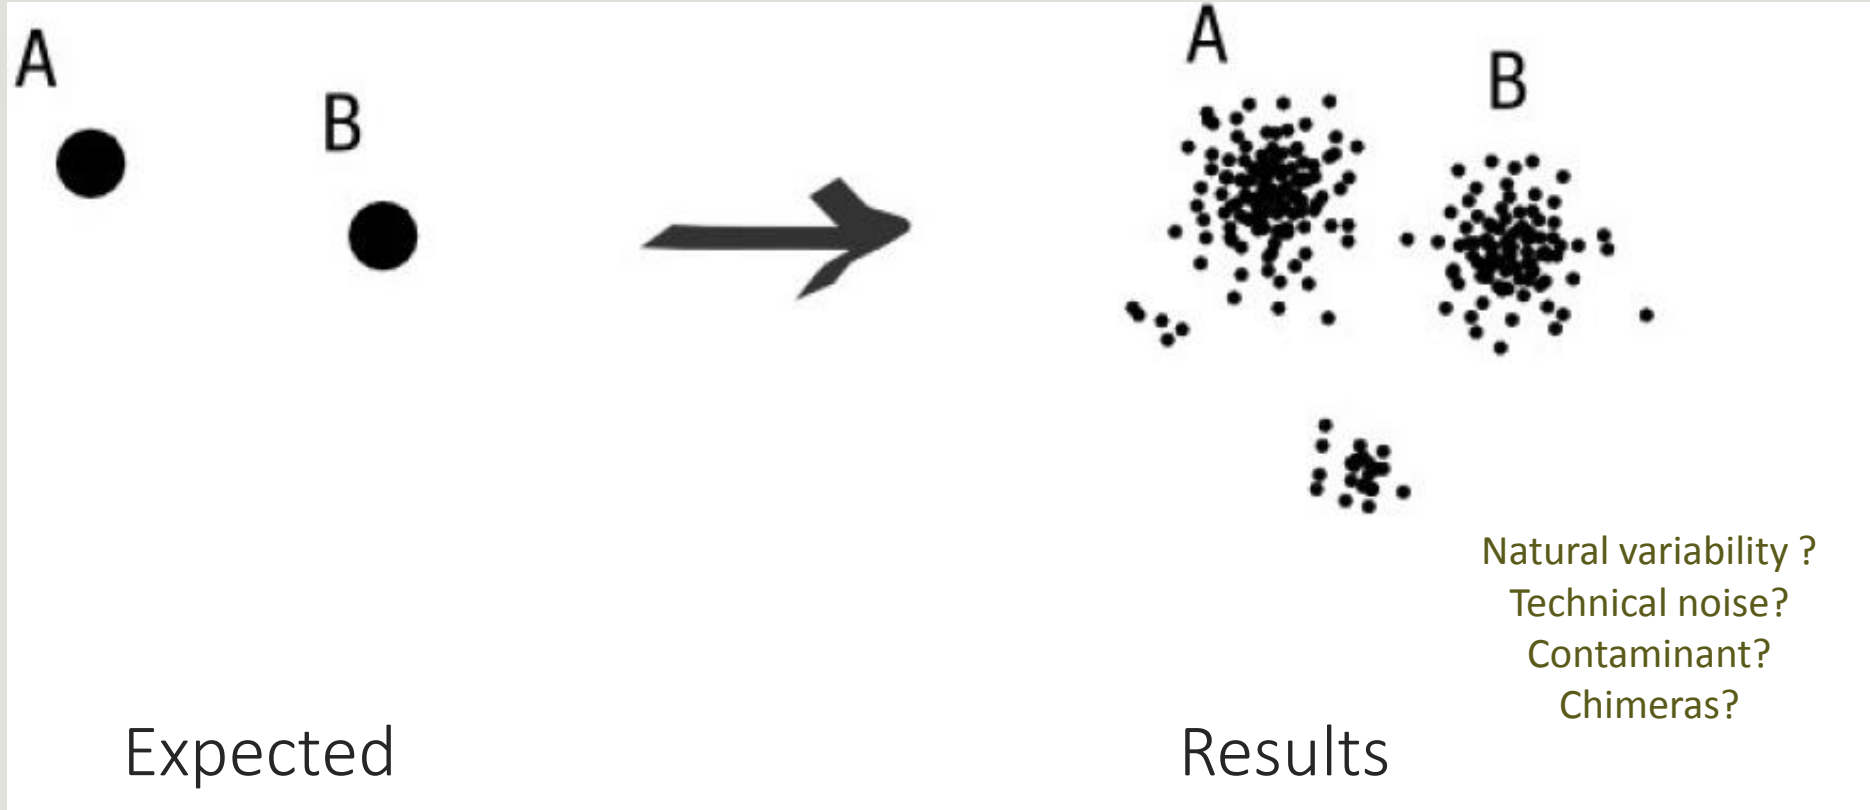 A
B
A
B
Natural variability ?
Technical noise?
Contaminant?
Chimeras?
Expected
Results